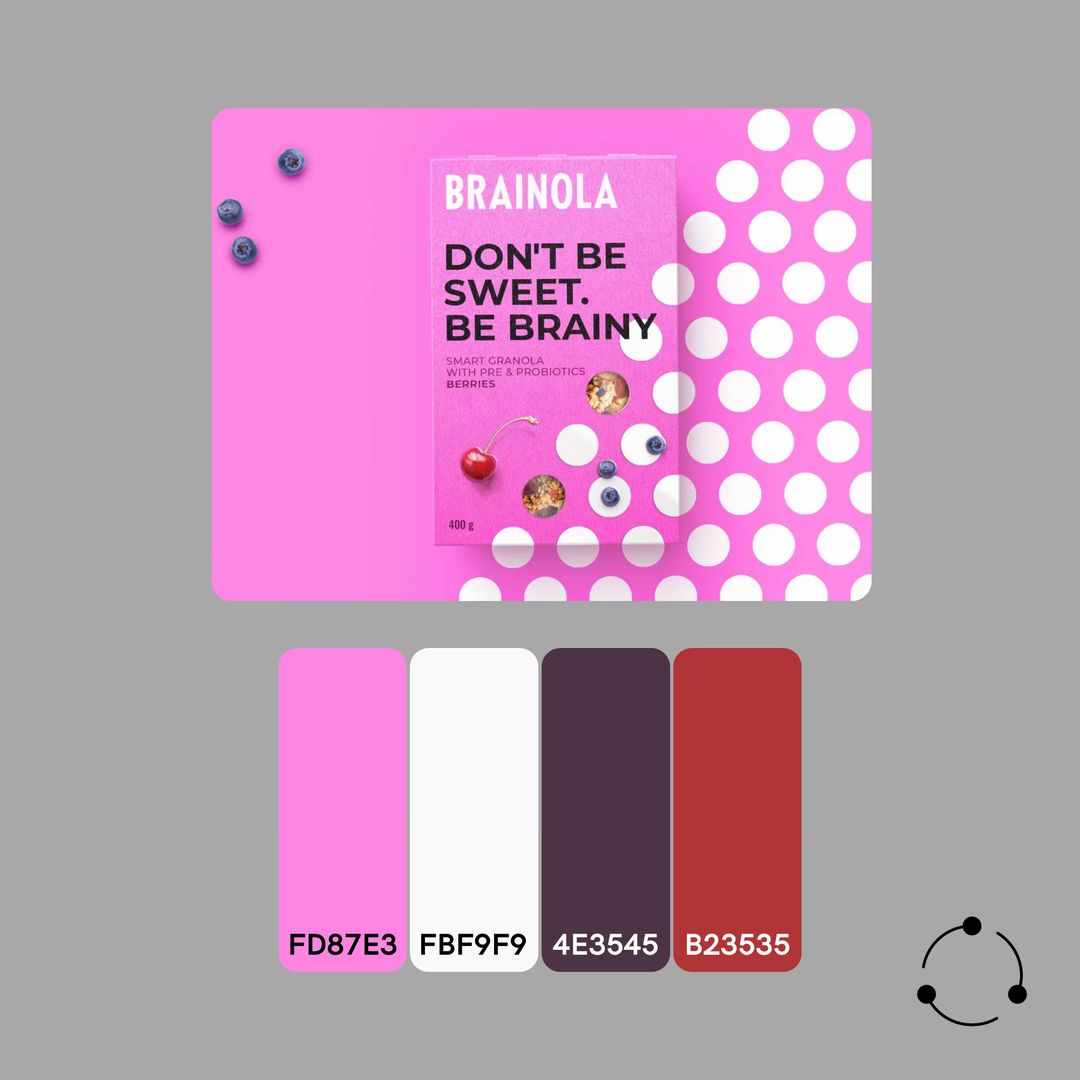 BRAINOLA
DON'T BE
SWEET.
BE BRAINY
SMART GRANOLA
WITH PRE & PROBIOTICS
BERRIES
400 g
FD87E3 FBF9F9 4E3545 B23535